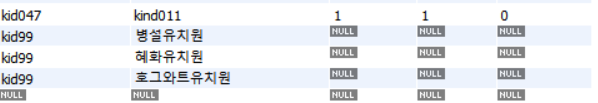 kid047 kind011 1 1 0
kid99 병설유치원 NULL NULL NULL
kid99 혜화유치원 NULL NULL NULL
kid99 호그와트유치원 NULL NULL NULL
NULL NULL NULL NULL NULL